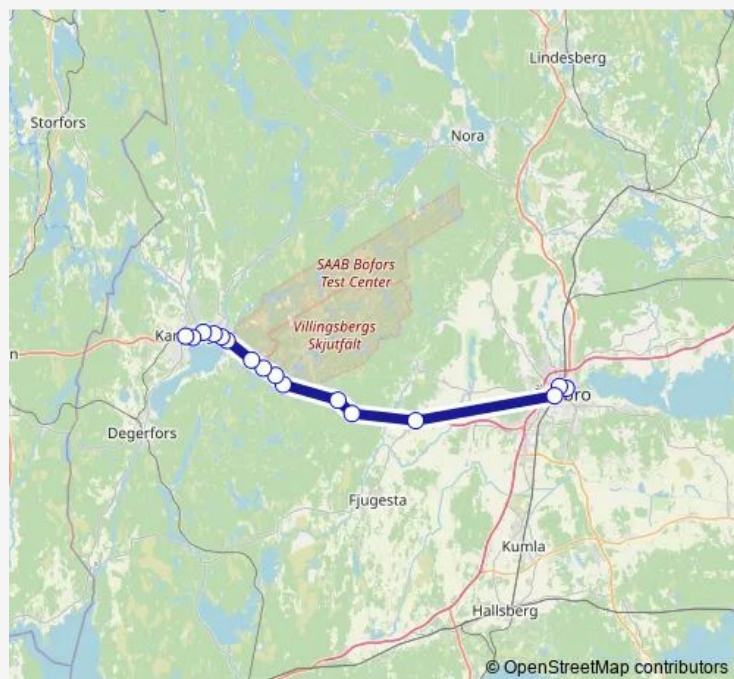 Lindesberg
Storfors
Nora
SAAB Bofors
Test Center
Villingsbergs
Skjutfält
Degerfors
Fjugesta
Kumla
Hallsberg
© OpenStreetMap contributors